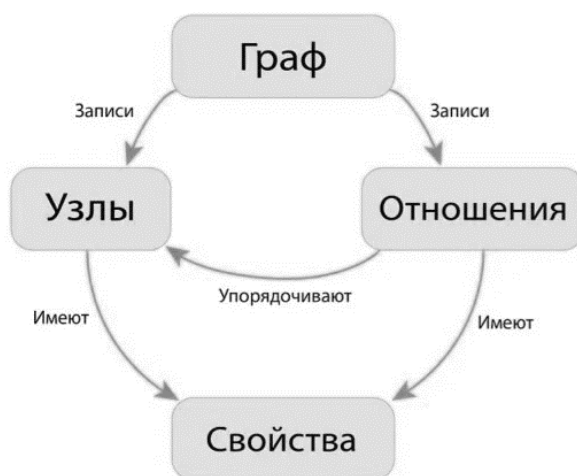 Граф
Записи
Записи
Узлы
Отношения
Упорядочивают
Имеют
Имеют
Свойства